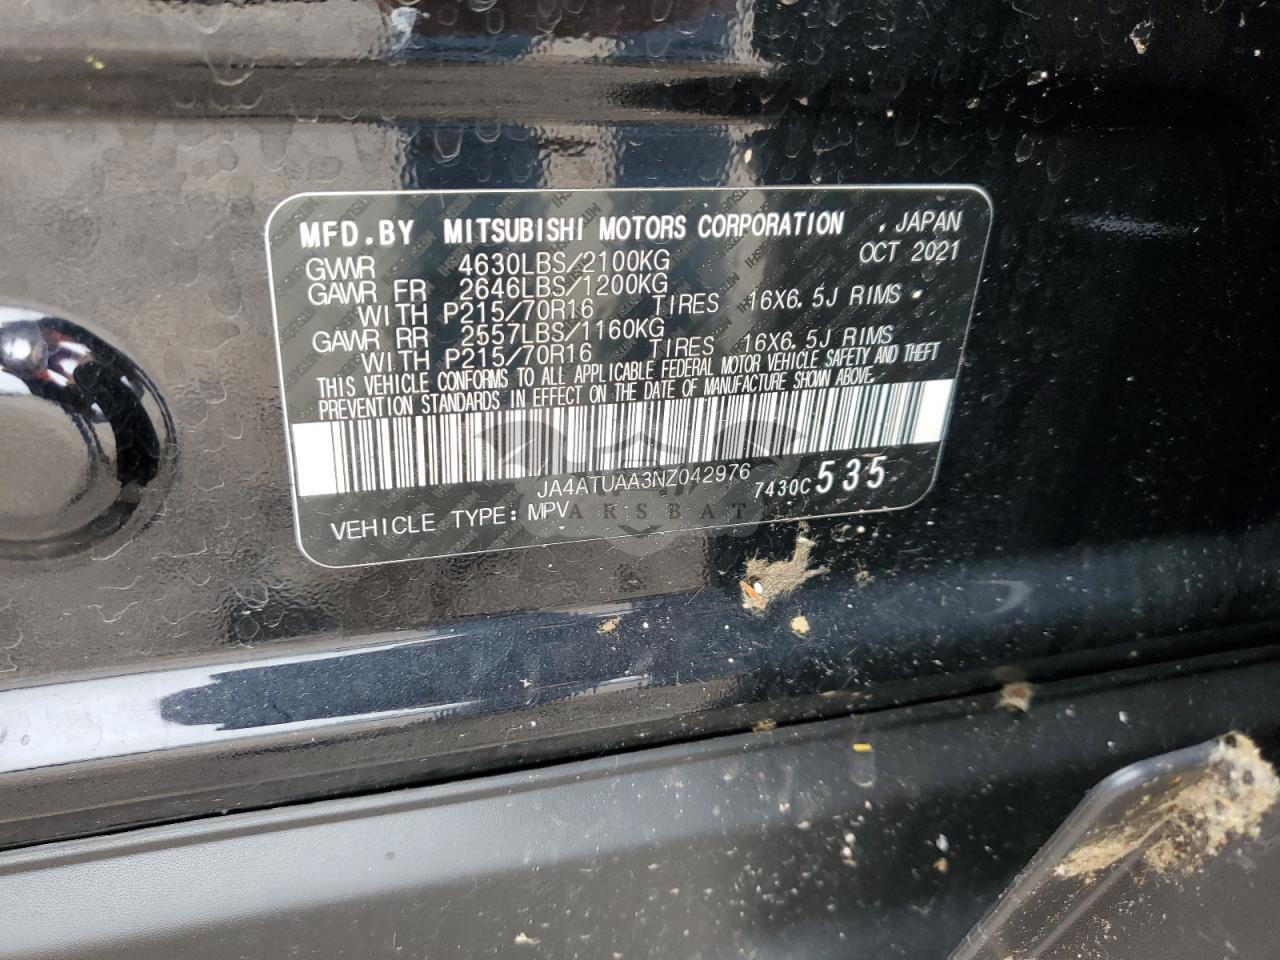 MFD.BY MITSUBISHI MOTORS CORPORATION , JAPAN
OCT 2021
GVWR 4630LBS/2100KG
GAWR FR 2646LBS/1200KG
WITH P215/70R16 TIRES 16X6.5J RIMS
GAWR RR 2557LBS/1160KG
WITH P215/70R16 TIRES 16X6.5J RIMS
THIS VEHICLE CONFORMS TO ALL APPLICABLE FEDERAL MOTOR VEHICLE SAFETY AND THEFT
PREVENTION STANDARDS IN EFFECT ON THE DATE OF MANUFACTURE SHOWN ABOVE.
JA4ATUAA3NZ042976 7430C 535
VEHICLE TYPE: MPV
AKSBAT